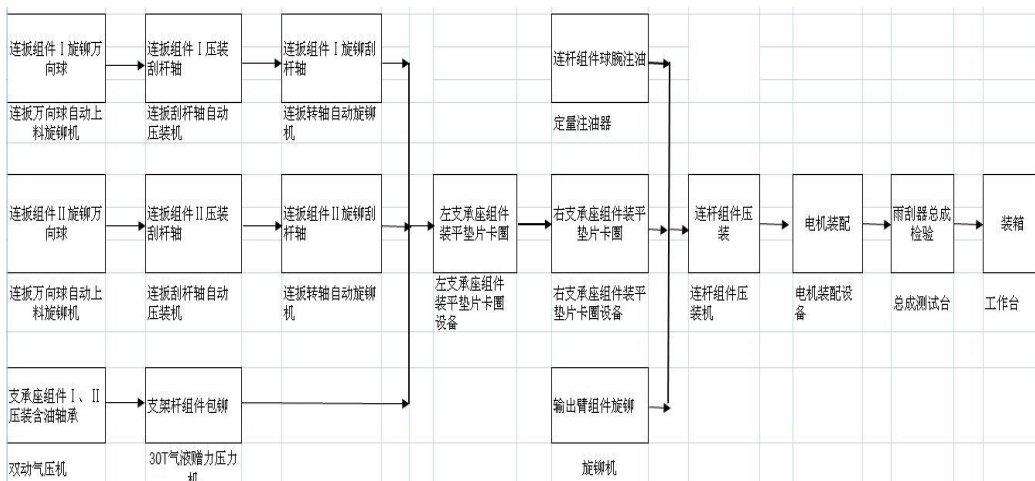 连扳组件Ⅰ旋铆万
向球
连扳组件Ⅰ压装
刮杆轴
连扳组件Ⅰ旋铆刮
杆轴
连杆组件球腕注油
连扳万向球自动上
料旋铆机
连扳刮杆轴自动
压装机
连扳转轴自动旋铆
机
定量注油器
连扳组件Ⅱ旋铆万
向球
连扳组件Ⅱ压装
刮杆轴
连扳组件Ⅱ旋铆刮
杆轴
左支承座组件
装平垫片卡圈
右支承座组件装平
垫片卡圈
连杆组件压
装
电机装配
雨刮器总成
检验
装箱
连扳万向球自动上
料旋铆机
连扳刮杆轴自动
压装机
连扳转轴自动旋铆
机
左支承座组件
装平垫片卡圈
设备
右支承座组件装平
垫片卡圈设备
连杆组件压
装机
电机装配设
备
总成测试台
工作台
支承座组件Ⅰ、Ⅱ
压装含油轴承
支架杆组件包铆
输出臂组件旋铆
双动气压机
30T气液赠力压力
机
旋铆机